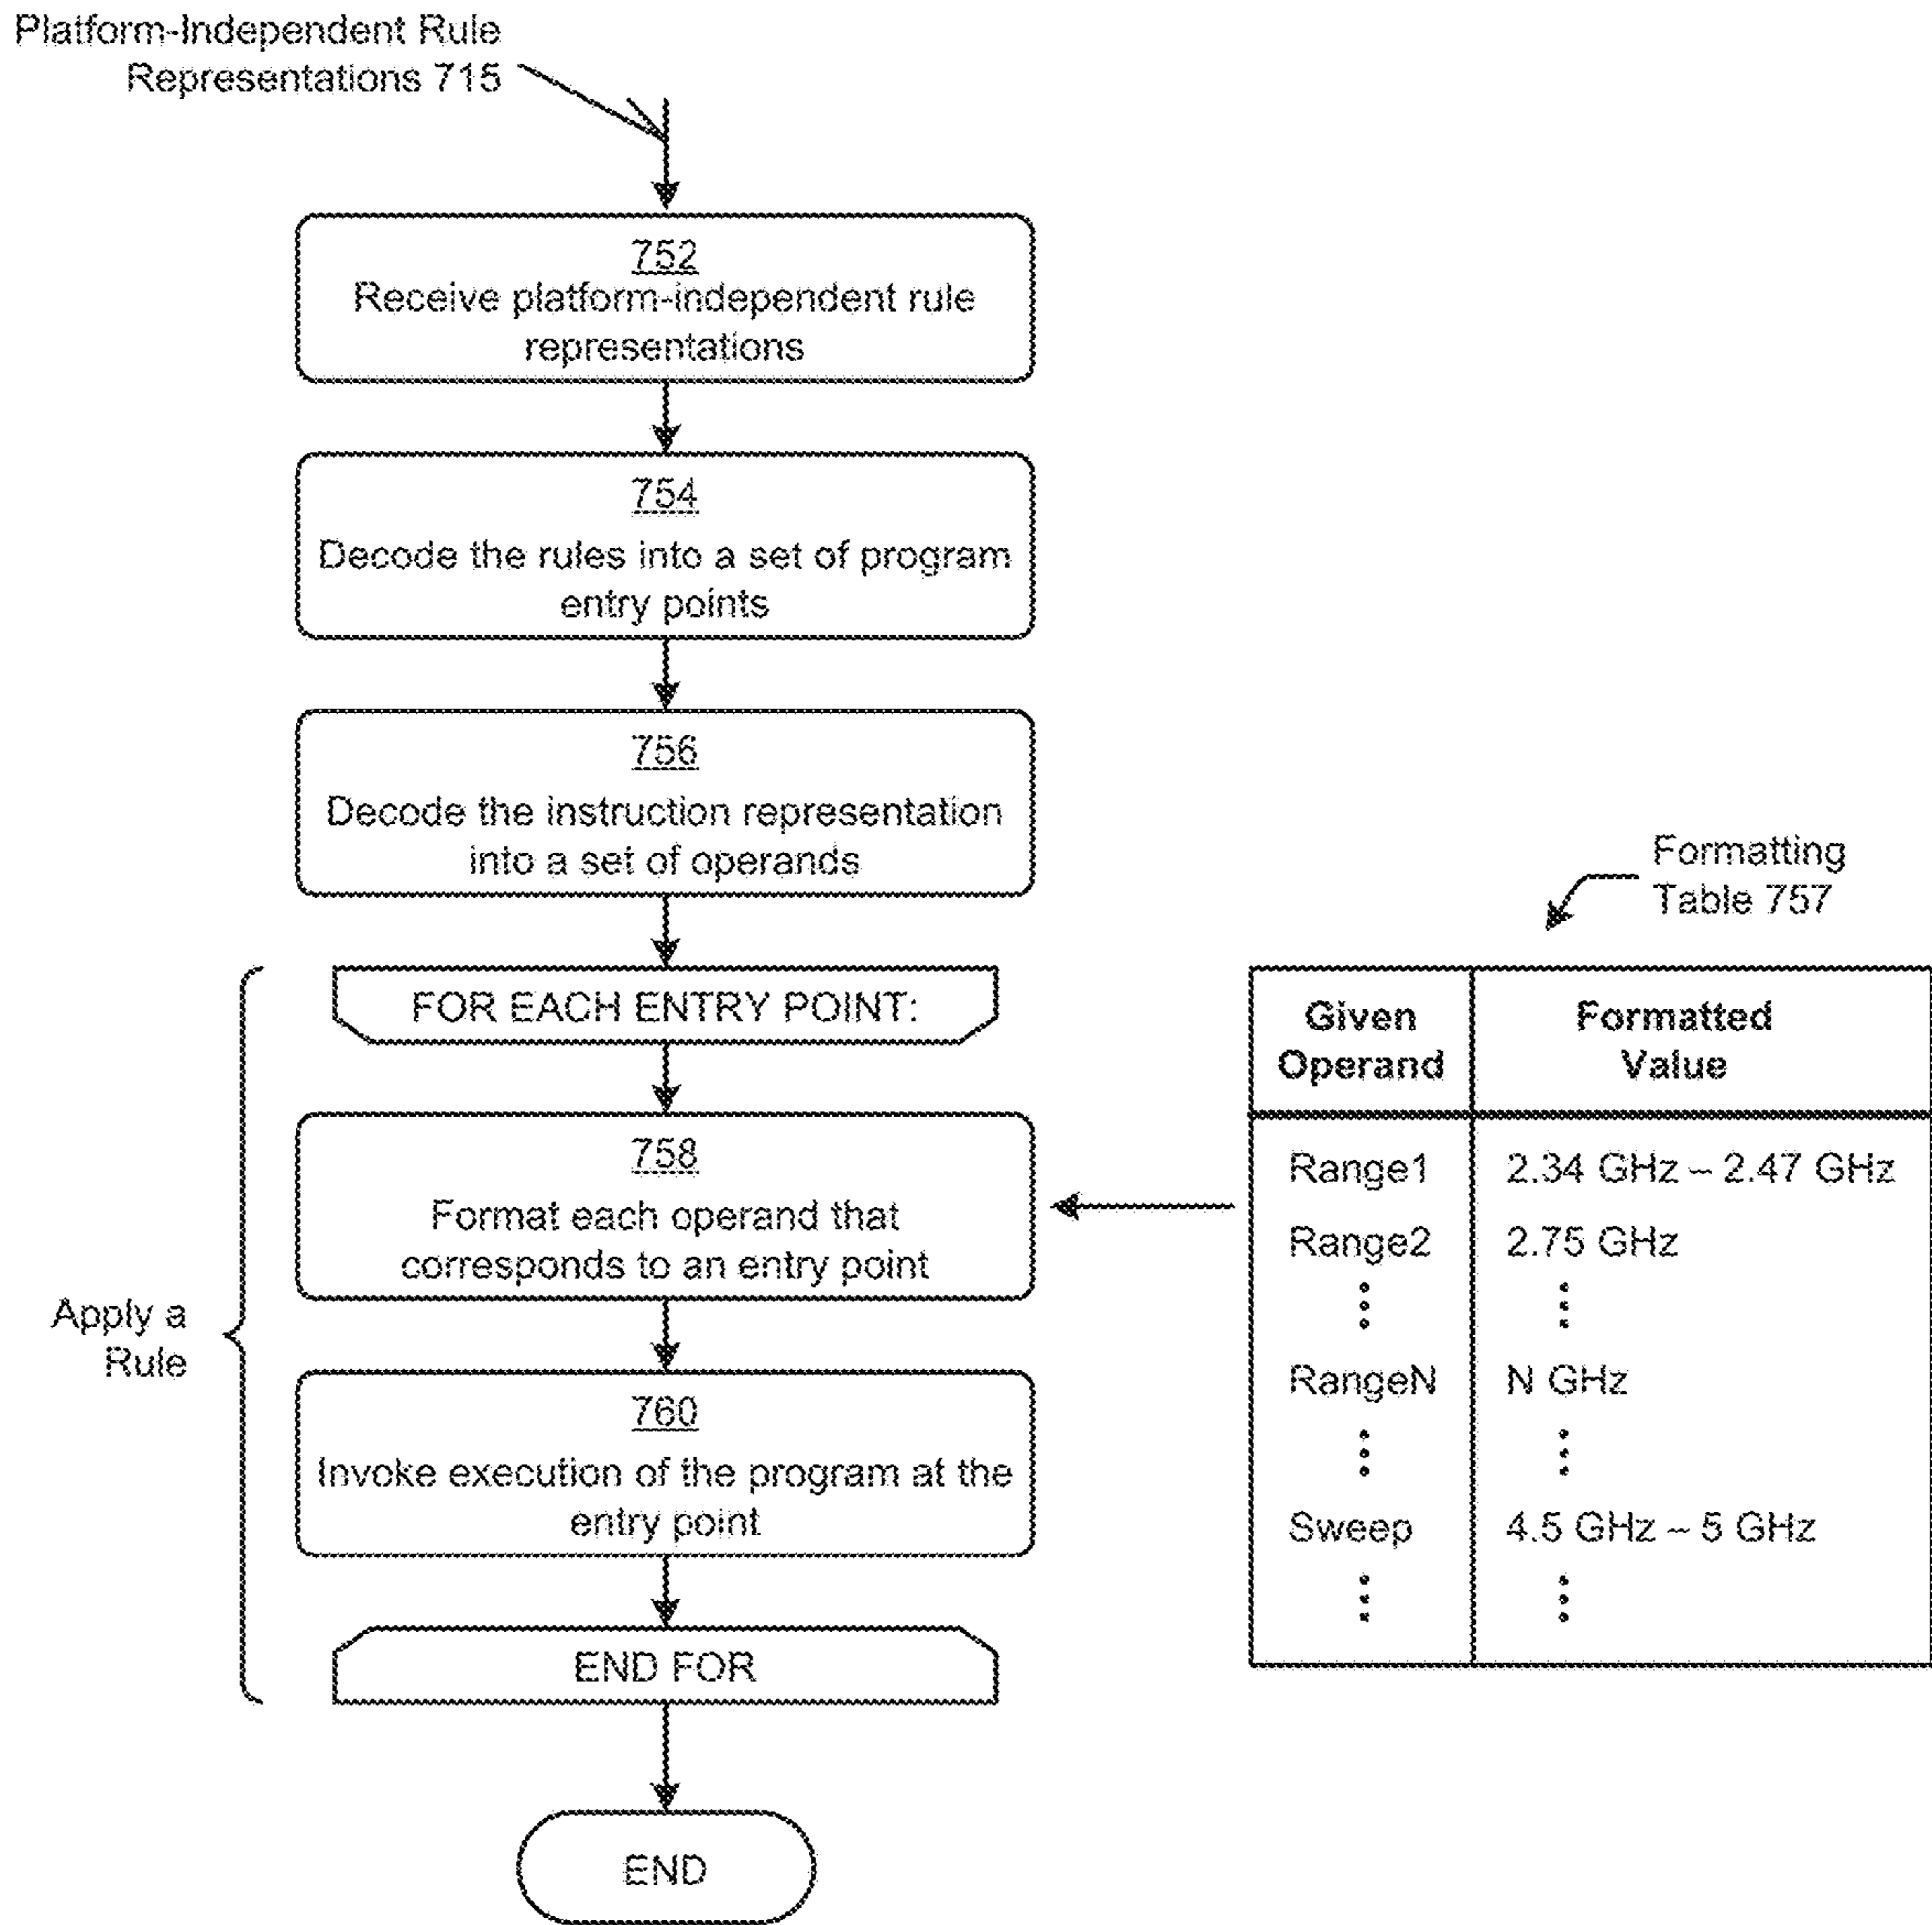 Platform-Independent Rule
Representations 715
752
Receive platform-independent rule
representations
754
Decode the rules into a set of program
entry points
756
Decode the instruction representation
into a set of operands
FOR EACH ENTRY POINT:
758
Format each operand that
corresponds to an entry point
760
Invoke execution of the program at the
entry point
END FOR
END
Apply a
Rule
Formatting
Table 757
Given Operand
Formatted Value
Range1 2.34 GHz – 2.47 GHz
Range2 2.75 GHz
RangeN N GHz
Sweep 4.5 GHz – 5 GHz